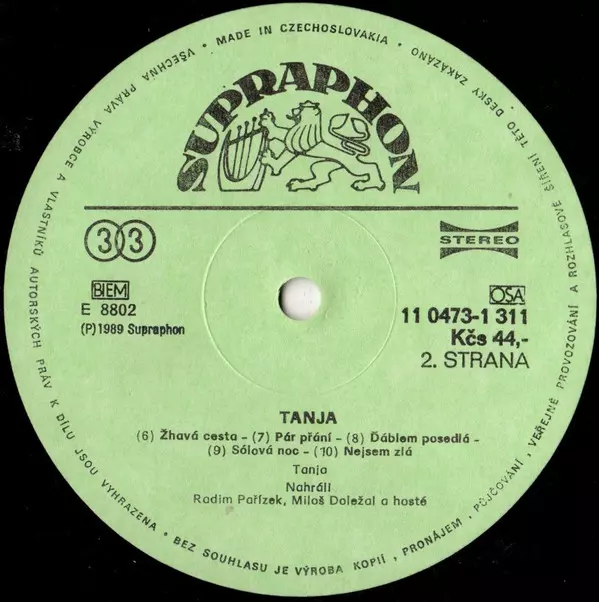 • MADE IN CZECHOSLOVAKIA •
VŠECHNA PRÁVA VÝROBCE A VLASTNÍKŮ AUTORSKÝCH PRÁV K DÍLU JSOU VYHRAZENA • BEZ SOUHLASU JE VÝROBA KOPIÍ, PRONÁJEM, PŮJČOVÁNÍ, VEŘEJNÉ PROVOZOVÁNÍ A ROZHLASOVÉ ŠÍŘENÍ TÉTO DESKY ZAKÁZÁNO
SUPRAPHON
33
STEREO
BIEM
OSA
E 8802
11 0473-1 311
(P)1989 Supraphon
Kčs 44,-
2. STRANA
TANJA
(6) Žhavá cesta - (7) Pár přání - (8) Ďáblem posedlá -
(9) Sólová noc - (10) Nejsem zlá
Tanja
Nahráli
Radim Pařízek, Miloš Doležal a hosté